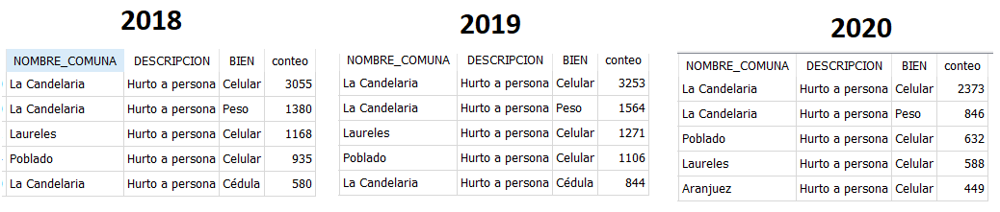 2018
NOMBRE_COMUNA DESCRIPCION BIEN conteo
La Candelaria Hurto a persona Celular 3055
La Candelaria Hurto a persona Peso 1380
Laureles Hurto a persona Celular 1168
Poblado Hurto a persona Celular 935
La Candelaria Hurto a persona Cédula 580
2019
NOMBRE_COMUNA DESCRIPCION BIEN conteo
La Candelaria Hurto a persona Celular 3253
La Candelaria Hurto a persona Peso 1564
Laureles Hurto a persona Celular 1271
Poblado Hurto a persona Celular 1106
La Candelaria Hurto a persona Cédula 844
2020
NOMBRE_COMUNA DESCRIPCION BIEN conteo
La Candelaria Hurto a persona Celular 2373
La Candelaria Hurto a persona Peso 846
Poblado Hurto a persona Celular 632
Laureles Hurto a persona Celular 588
Aranjuez Hurto a persona Celular 449